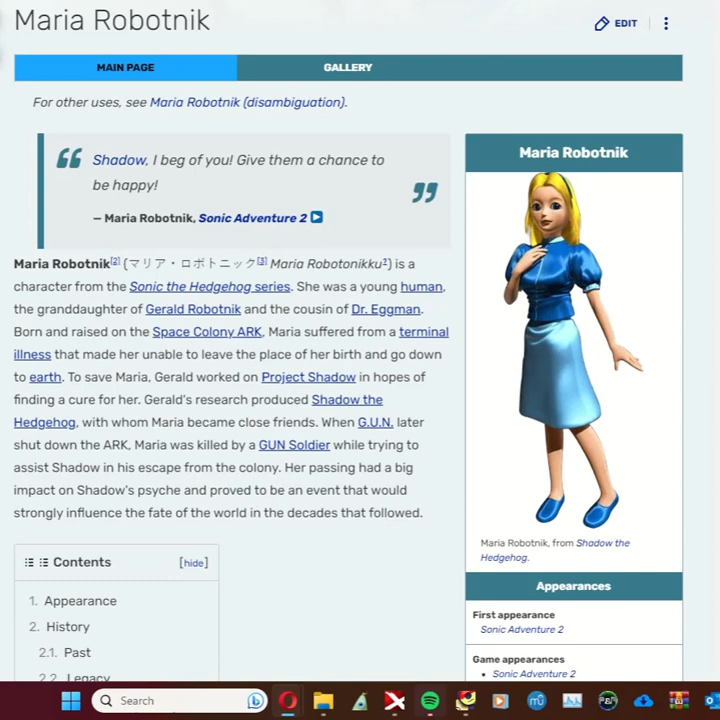 Maria Robotnik
EDIT
MAIN PAGE
GALLERY
For other uses, see Maria Robotnik (disambiguation).
Shadow, I beg of you! Give them a chance to
be happy!
— Maria Robotnik, Sonic Adventure 2
Maria Robotnik[2] (マリア・ロボトニック[3] Maria Robotonikku?) is a
character from the Sonic the Hedgehog series. She was a young human,
the granddaughter of Gerald Robotnik and the cousin of Dr. Eggman.
Born and raised on the Space Colony ARK, Maria suffered from a terminal
illness that made her unable to leave the place of her birth and go down
to earth. To save Maria, Gerald worked on Project Shadow in hopes of
finding a cure for her. Gerald's research produced Shadow the
Hedgehog, with whom Maria became close friends. When G.U.N. later
shut down the ARK, Maria was killed by a GUN Soldier while trying to
assist Shadow in his escape from the colony. Her passing had a big
impact on Shadow's psyche and proved to be an event that would
strongly influence the fate of the world in the decades that followed.
Contents [hide]
1. Appearance
2. History
2.1. Past
2.2. Legacy
Maria Robotnik
Maria Robotnik, from Shadow the
Hedgehog.
Appearances
First appearance
Sonic Adventure 2
Game appearances
• Sonic Adventure 2
Search